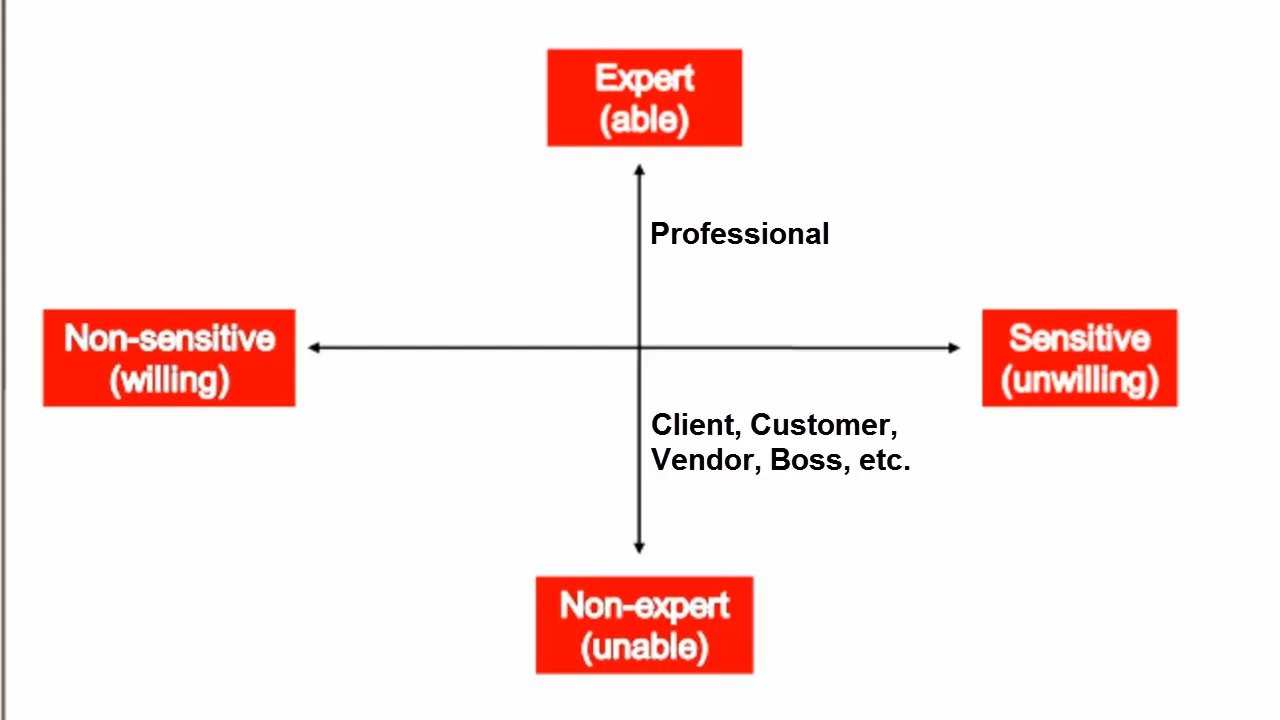 Expert
(able)
Professional
Non-sensitive
(willing)
Sensitive
(unwilling)
Client, Customer,
Vendor, Boss, etc.
Non-expert
(unable)